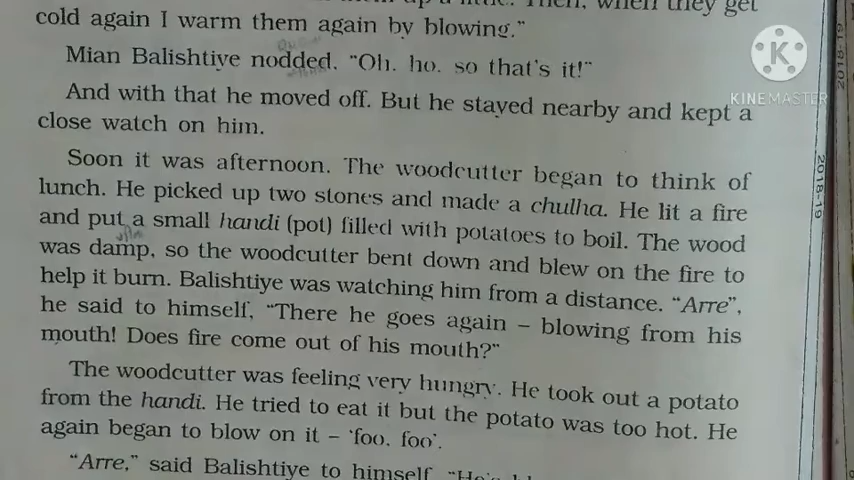 up a little. Then, when they get
cold again I warm them again by blowing."
Mian Balishtiye nodded. "Oh. ho. so that's it!"
And with that he moved off. But he stayed nearby and kept a
close watch on him.
Soon it was afternoon. The woodcutter began to think of
lunch. He picked up two stones and made a chulha. He lit a fire
and put a small handi (pot) filled with potatoes to boil. The wood
was damp, so the woodcutter bent down and blew on the fire to
help it burn. Balishtiye was watching him from a distance. "Arre",
he said to himself, "There he goes again – blowing from his
mouth! Does fire come out of his mouth?"
The woodcutter was feeling very hungry. He took out a potato
from the handi. He tried to eat it but the potato was too hot. He
again began to blow on it – 'foo. foo'.
"Arre," said Balishtiye to himself,
KINEMASTER
2018-19
2018-19